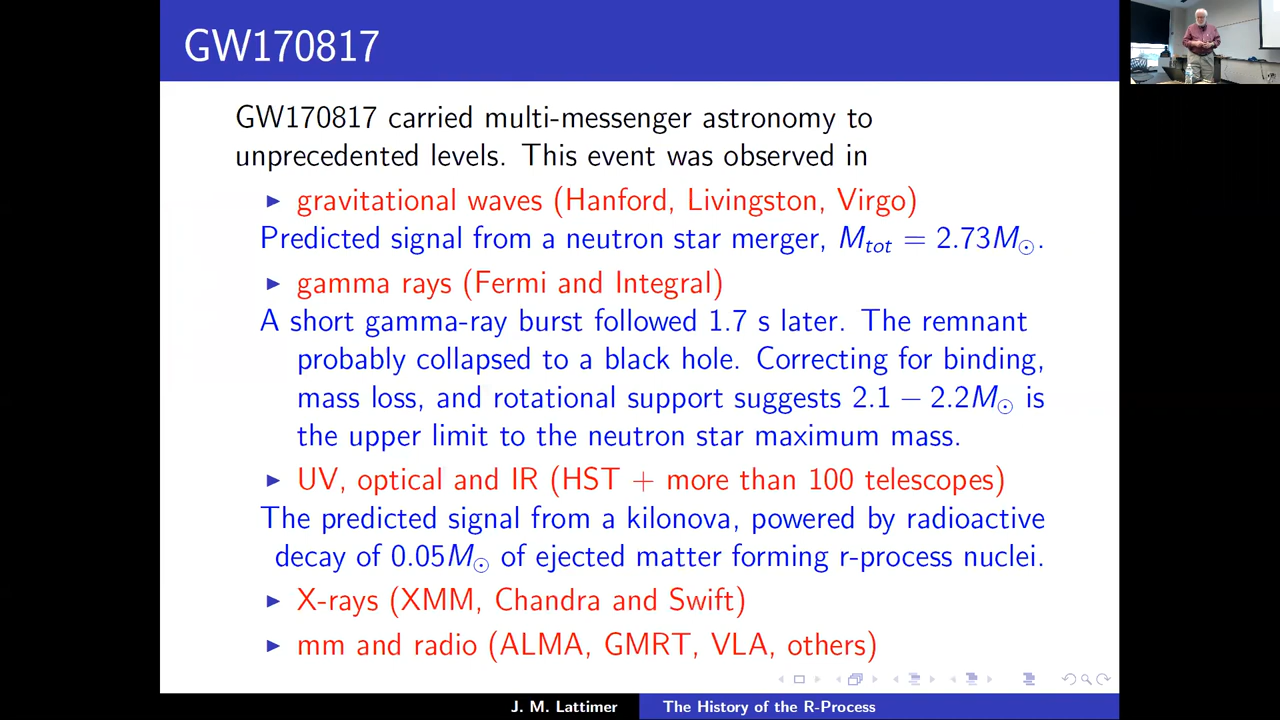 GW170817
GW170817 carried multi-messenger astronomy to
unprecedented levels. This event was observed in
▶ gravitational waves (Hanford, Livingston, Virgo)
Predicted signal from a neutron star merger, M_tot = 2.73M_⊙.
▶ gamma rays (Fermi and Integral)
A short gamma-ray burst followed 1.7 s later. The remnant
probably collapsed to a black hole. Correcting for binding,
mass loss, and rotational support suggests 2.1 − 2.2M_⊙ is
the upper limit to the neutron star maximum mass.
▶ UV, optical and IR (HST + more than 100 telescopes)
The predicted signal from a kilonova, powered by radioactive
decay of 0.05M_⊙ of ejected matter forming r-process nuclei.
▶ X-rays (XMM, Chandra and Swift)
▶ mm and radio (ALMA, GMRT, VLA, others)
J. M. Lattimer The History of the R-Process